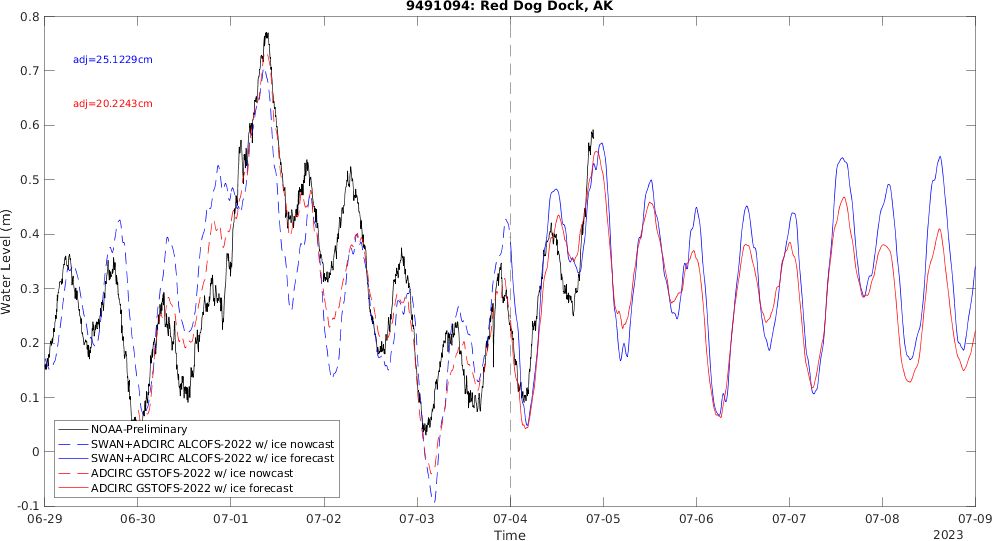 9491094: Red Dog Dock, AK
adj=25.1229cm
adj=20.2243cm
Water Level (m)
0.8
0.7
0.6
0.5
0.4
0.3
0.2
0.1
0
-0.1
NOAA-Preliminary
SWAN+ADCIRC ALCOFS-2022 w/ ice nowcast
SWAN+ADCIRC ALCOFS-2022 w/ ice forecast
ADCIRC GSTOFS-2022 w/ ice nowcast
ADCIRC GSTOFS-2022 w/ ice forecast
06-29 06-30 07-01 07-02 07-03 07-04 07-05 07-06 07-07 07-08 07-09
Time
2023